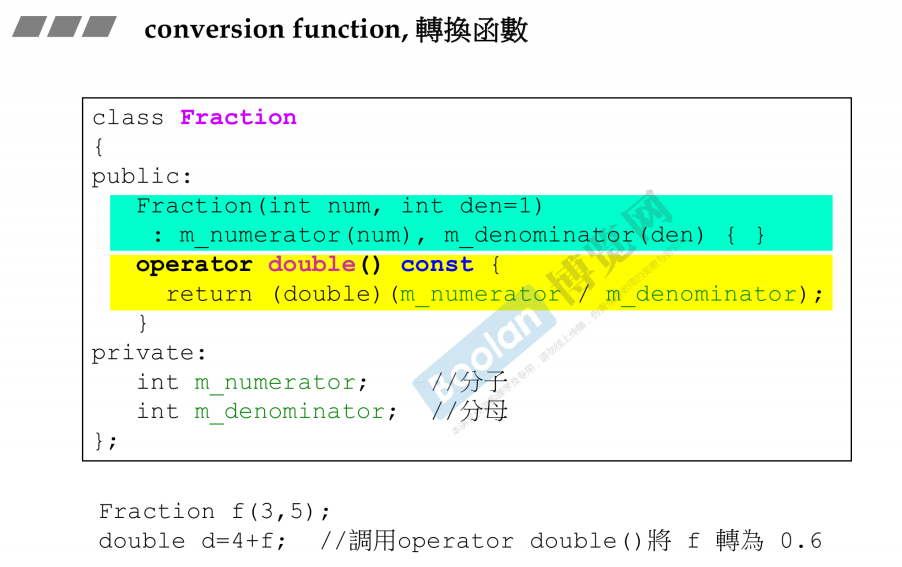 conversion function, 轉換函數
class Fraction
{
public:
Fraction(int num, int den=1)
: m_numerator(num), m_denominator(den) { }
operator double() const {
return (double)(m_numerator / m_denominator);
}
private:
int m_numerator; //分子
int m_denominator; //分母
};
Boolan 博览网
Fraction f(3,5);
double d=4+f; //調用operator double()將 f 轉為 0.6